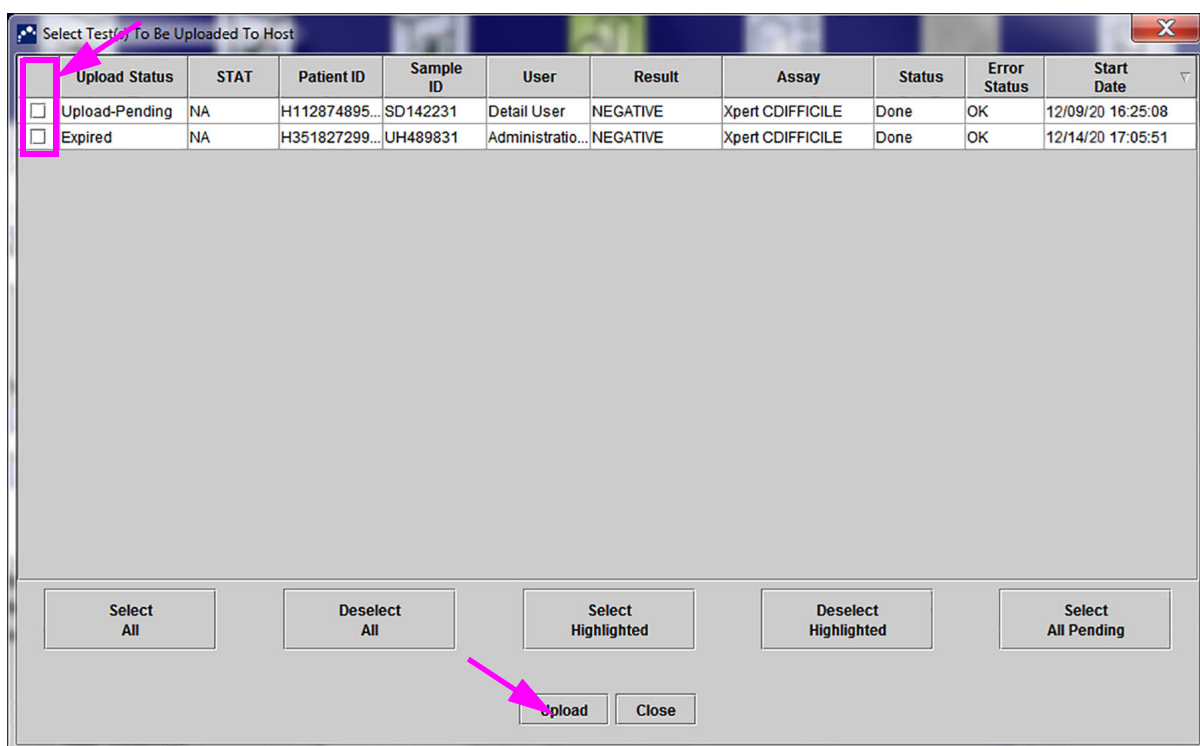 Select Test(s) To Be Uploaded To Host
X
Upload Status STAT Patient ID Sample ID User Result Assay Status Error Status Start Date
Upload-Pending NA H112874895... SD142231 Detail User NEGATIVE Xpert CDIFFICILE Done OK 12/09/20 16:25:08
Expired NA H351827299... UH489831 Administratio... NEGATIVE Xpert CDIFFICILE Done OK 12/14/20 17:05:51
Select All
Deselect All
Select Highlighted
Deselect Highlighted
Select All Pending
Upload Close